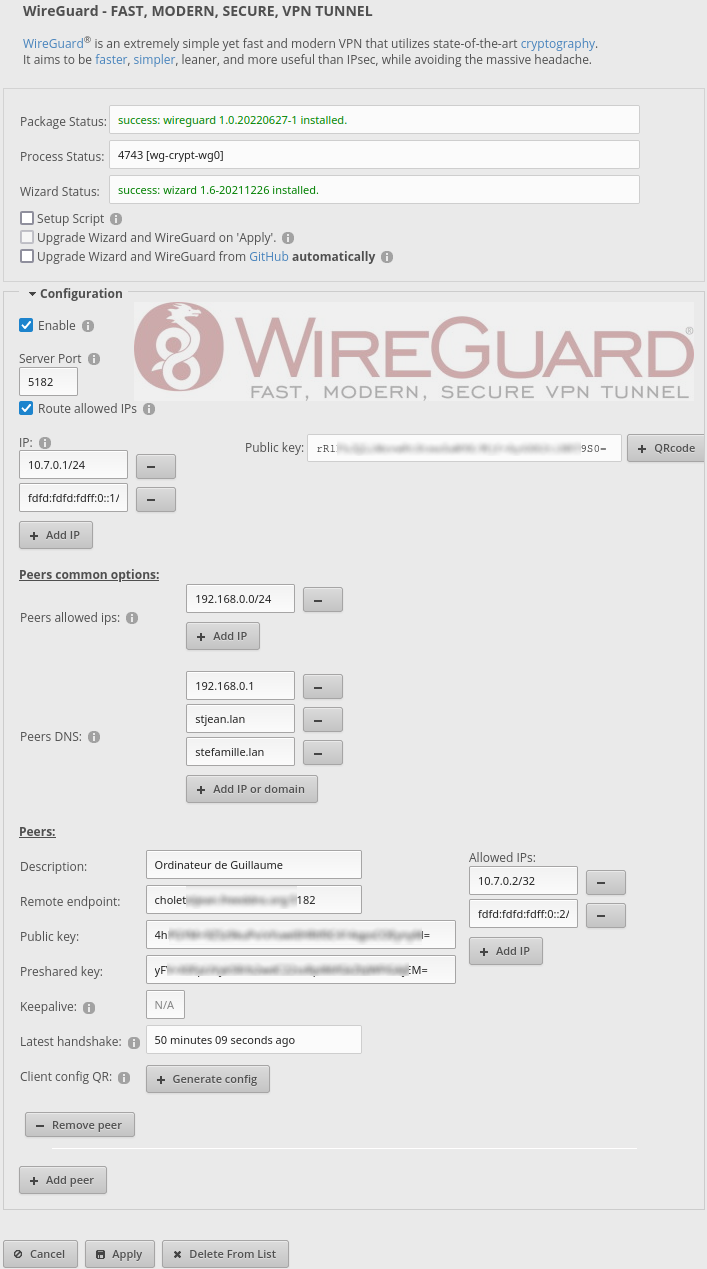 WireGuard - FAST, MODERN, SECURE, VPN TUNNEL
WireGuard® is an extremely simple yet fast and modern VPN that utilizes state-of-the-art cryptography.
It aims to be faster, simpler, leaner, and more useful than IPsec, while avoiding the massive headache.
Package Status: success: wireguard 1.0.20220627-1 installed.
Process Status: 4743 [wg-crypt-wg0]
Wizard Status: success: wizard 1.6-20211226 installed.
Setup Script
Upgrade Wizard and WireGuard on 'Apply'.
Upgrade Wizard and WireGuard from GitHub automatically
Configuration
Enable
WIREGUARD®
FAST, MODERN, SECURE VPN TUNNEL
Server Port
5182
Route allowed IPs
IP:
Public key: rR1 9S0= + QRcode
10.7.0.1/24 −
fdfd:fdfd:fdff:0::1/ −
+ Add IP
Peers common options:
Peers allowed ips: 192.168.0.0/24 −
+ Add IP
Peers DNS: 192.168.0.1 −
stjean.lan −
stefamille.lan −
+ Add IP or domain
Peers:
Description: Ordinateur de Guillaume
Remote endpoint: cholet 182
Public key: 4h =
Preshared key: yF EM=
Keepalive: N/A
Latest handshake: 50 minutes 09 seconds ago
Client config QR: + Generate config
Allowed IPs:
10.7.0.2/32 −
fdfd:fdfd:fdff:0::2/ −
+ Add IP
− Remove peer
+ Add peer
Cancel
Apply
Delete From List